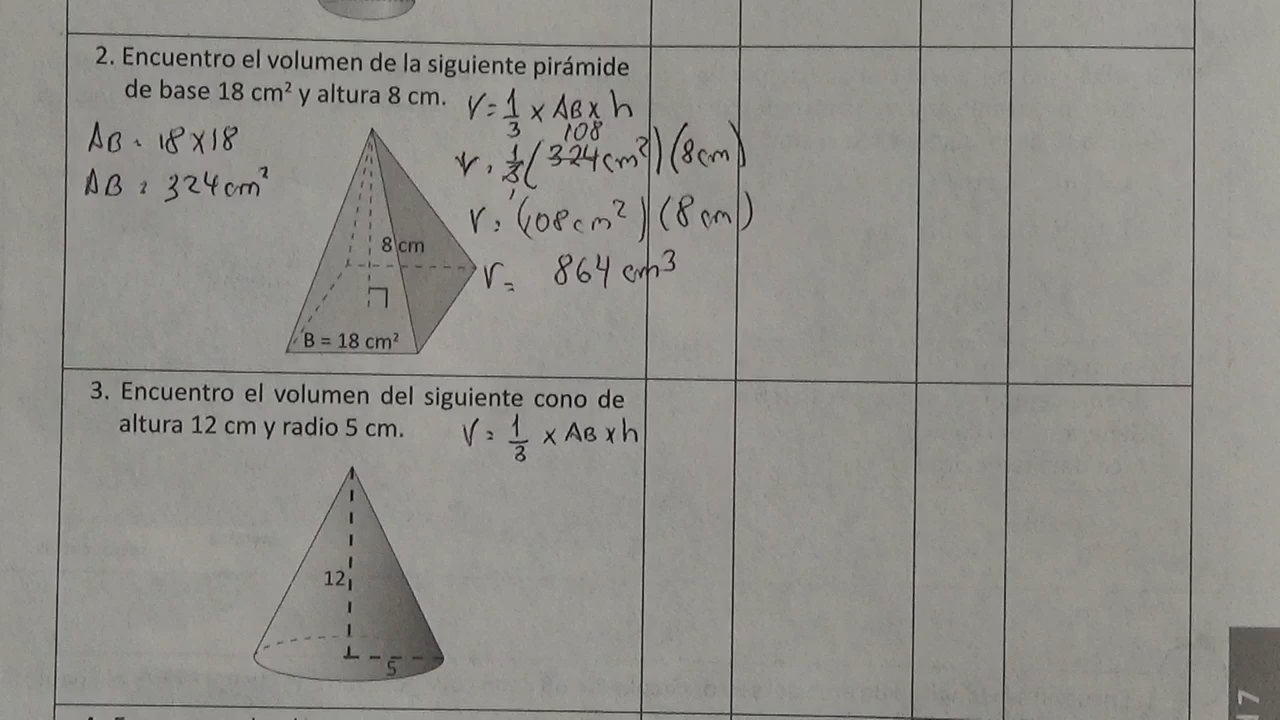 2. Encuentro el volumen de la siguiente pirámide
de base 18 cm² y altura 8 cm.
V = 1/3 x AB x h
AB = 18 x 18
AB = 324 cm²
108
V = 1/3 (324 cm²) (8 cm)
1
V = (108 cm²) (8 cm)
V = 864 cm³
8 cm
B = 18 cm²
3. Encuentro el volumen del siguiente cono de
altura 12 cm y radio 5 cm.
V = 1/3 x AB x h
12
5
17